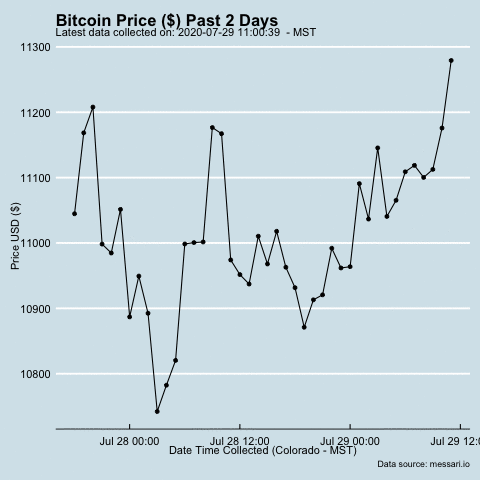 Bitcoin Price ($) Past 2 Days
Latest data collected on: 2020-07-29 11:00:39  - MST
11300
11200
11100
11000
10900
10800
Price USD ($)
Jul 28 00:00 Jul 28 12:00 Jul 29 00:00 Jul 29 12:0
Date Time Collected (Colorado - MST)
Data source: messari.io